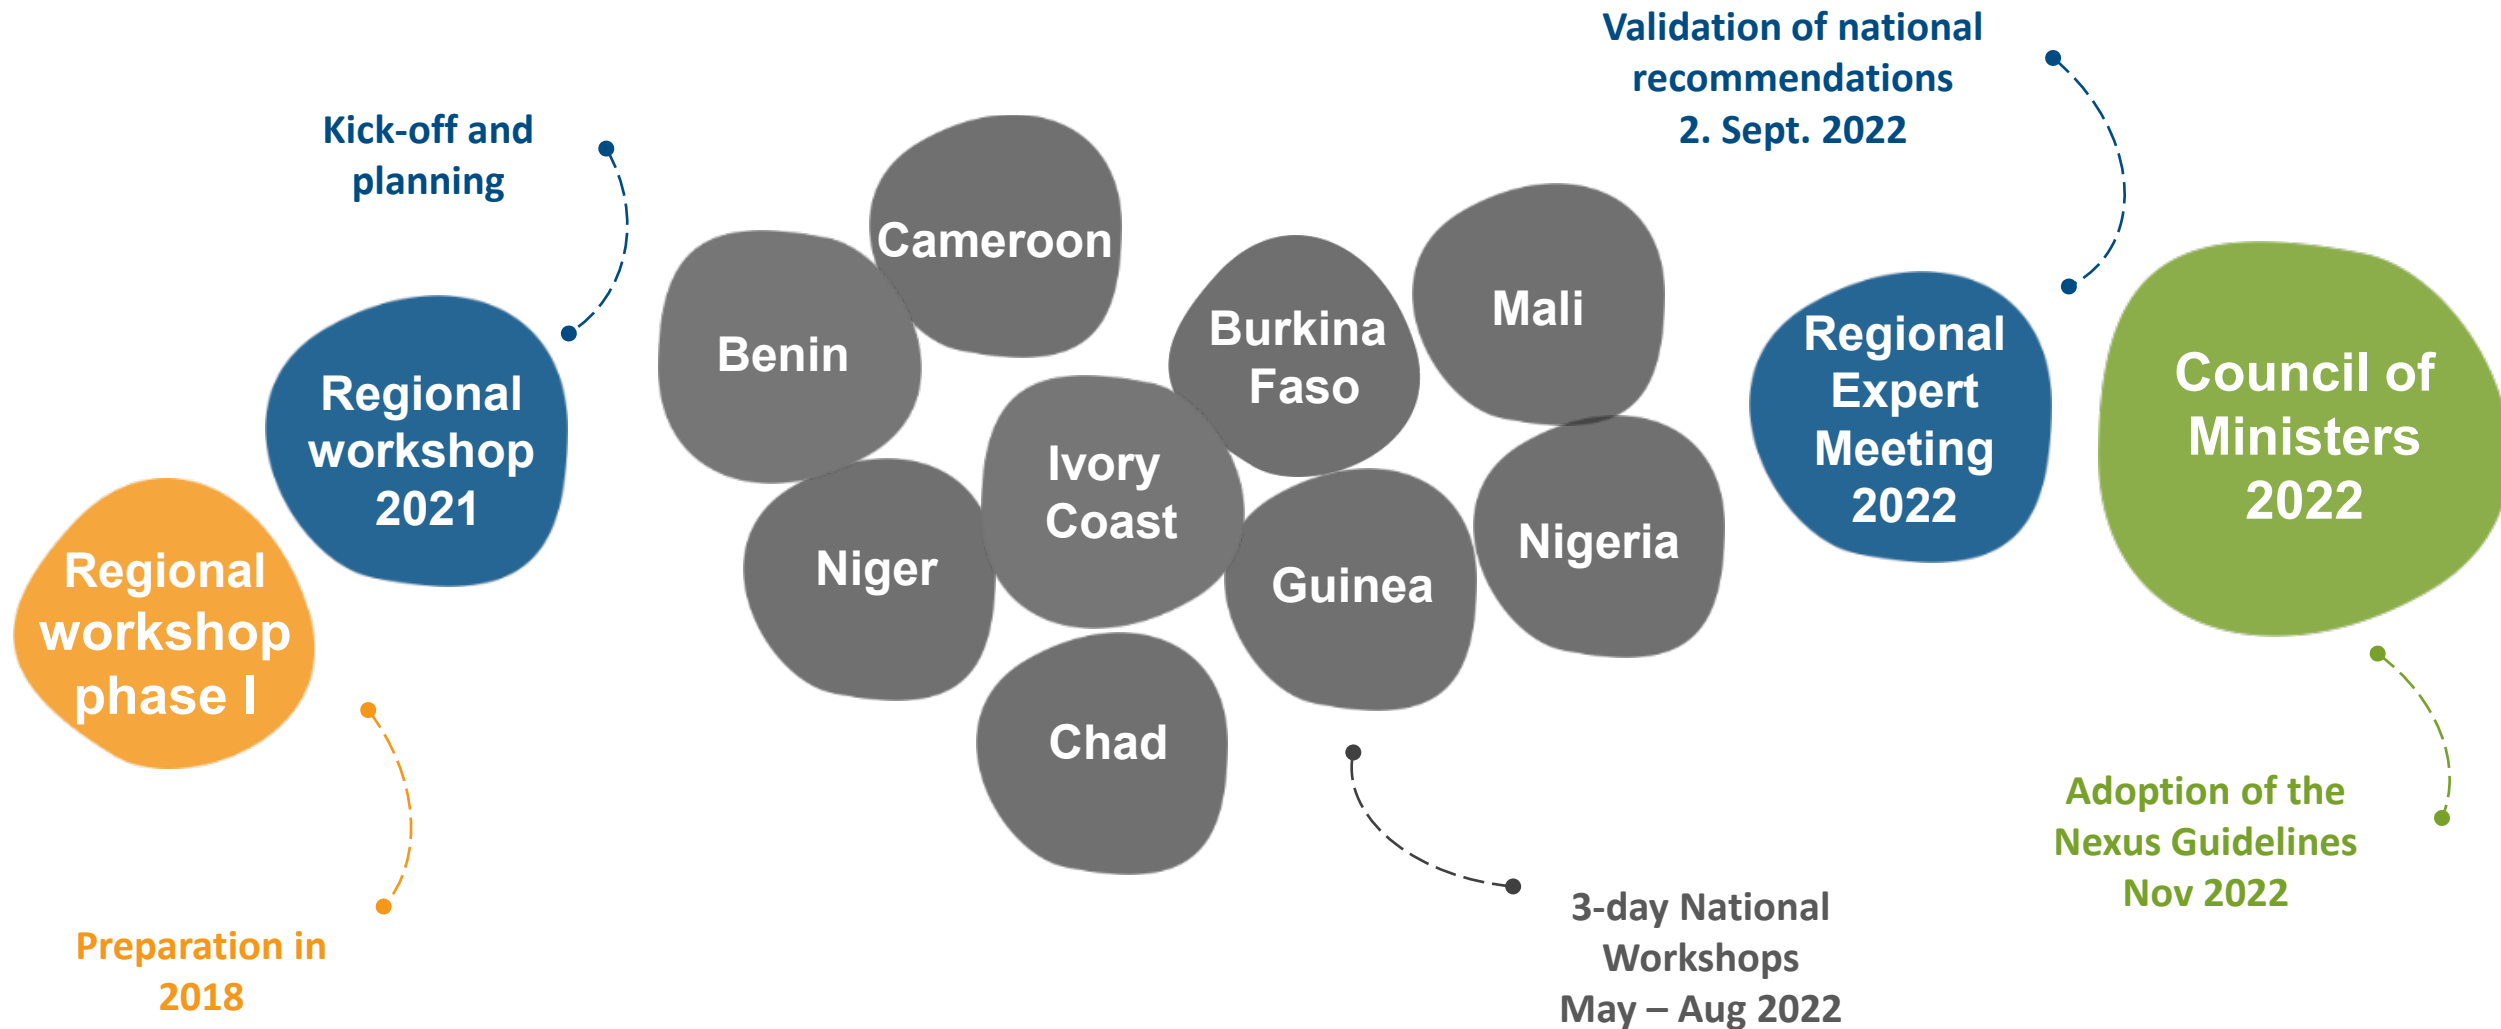 Regional
workshop
phase I
Preparation in
2018
Kick-off and
planning
Regional
workshop
2021
Cameroon
Benin
Niger
Ivory
Coast
Chad
Burkina
Faso
Guinea
Mali
Nigeria
3-day National
Workshops
May – Aug 2022
Validation of national
recommendations
2. Sept. 2022
Regional
Expert
Meeting
2022
Council of
Ministers
2022
Adoption of the
Nexus Guidelines
Nov 2022